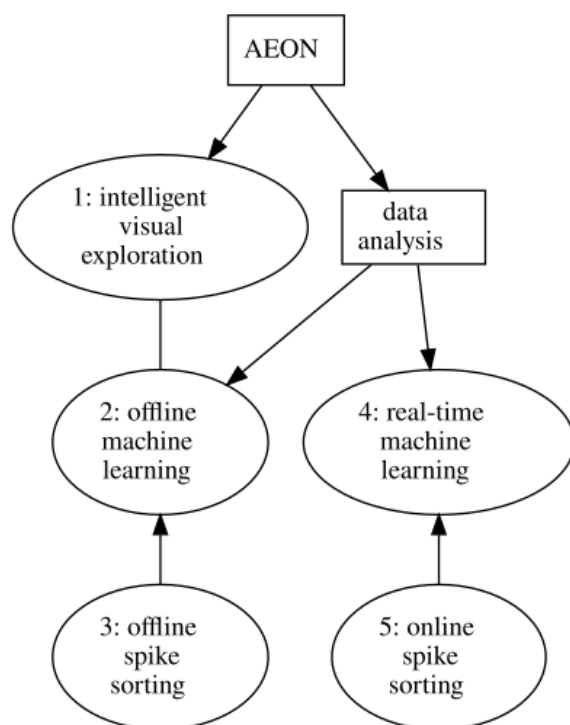 AEON
1: intelligent
visual
exploration
data
analysis
2: offline
machine
learning
4: real-time
machine
learning
3: offline
spike
sorting
5: online
spike
sorting